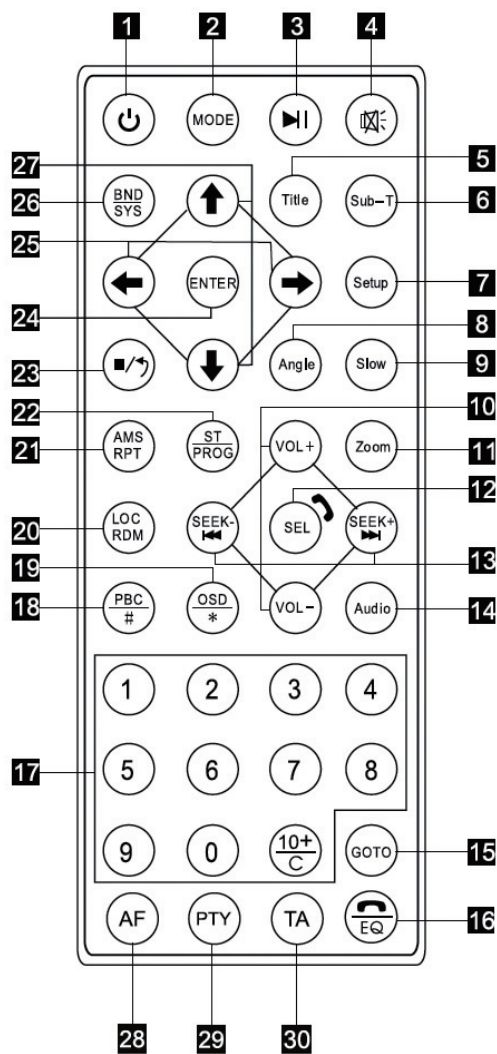 1 2 3 4
MODE
27
5
26 BND Title Sub-T 6
SYS
25
ENTER Setup 7
24 8
23 Angle Slow 9
22 10
21 AMS ST VOL+ Zoom 11
RPT PROG
12
20 LOC SEEK- SEL SEEK+
RDM
13
19
18 PBC OSD VOL- Audio 14
# *
1 2 3 4
17 5 6 7 8
9 0 10+ GOTO 15
C
AF PTY TA EQ 16
28 29 30